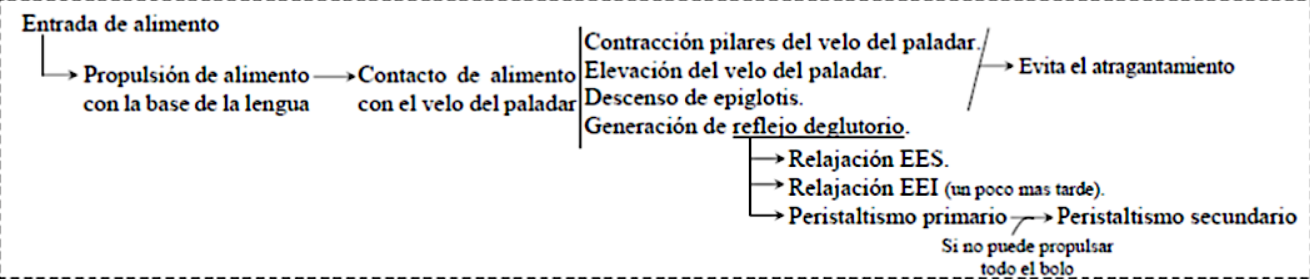 Entrada de alimento
Propulsión de alimento
con la base de la lengua
Contacto de alimento
con el velo del paladar
Contracción pilares del velo del paladar.
Elevación del velo del paladar.
Descenso de epiglotis.
Generación de reflejo deglutorio.
Evita el atragantamiento
Relajación EES.
Relajación EEI (un poco mas tarde).
Peristaltismo primario
Peristaltismo secundario
Si no puede propulsar
todo el bolo